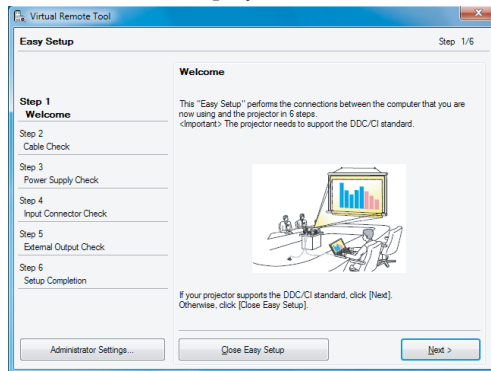 Virtual Remote Tool
Easy Setup
Step 1/6
Welcome
Step 1
Welcome
This "Easy Setup" performs the connections between the computer that you are
now using and the projector in 6 steps.
<Important> The projector needs to support the DDC/CI standard.
Step 2
Cable Check
Step 3
Power Supply Check
Step 4
Input Connector Check
Step 5
External Output Check
Step 6
Setup Completion
If your projector supports the DDC/CI standard, click [Next].
Otherwise, click [Close Easy Setup].
Administrator Settings...
Close Easy Setup
Next >